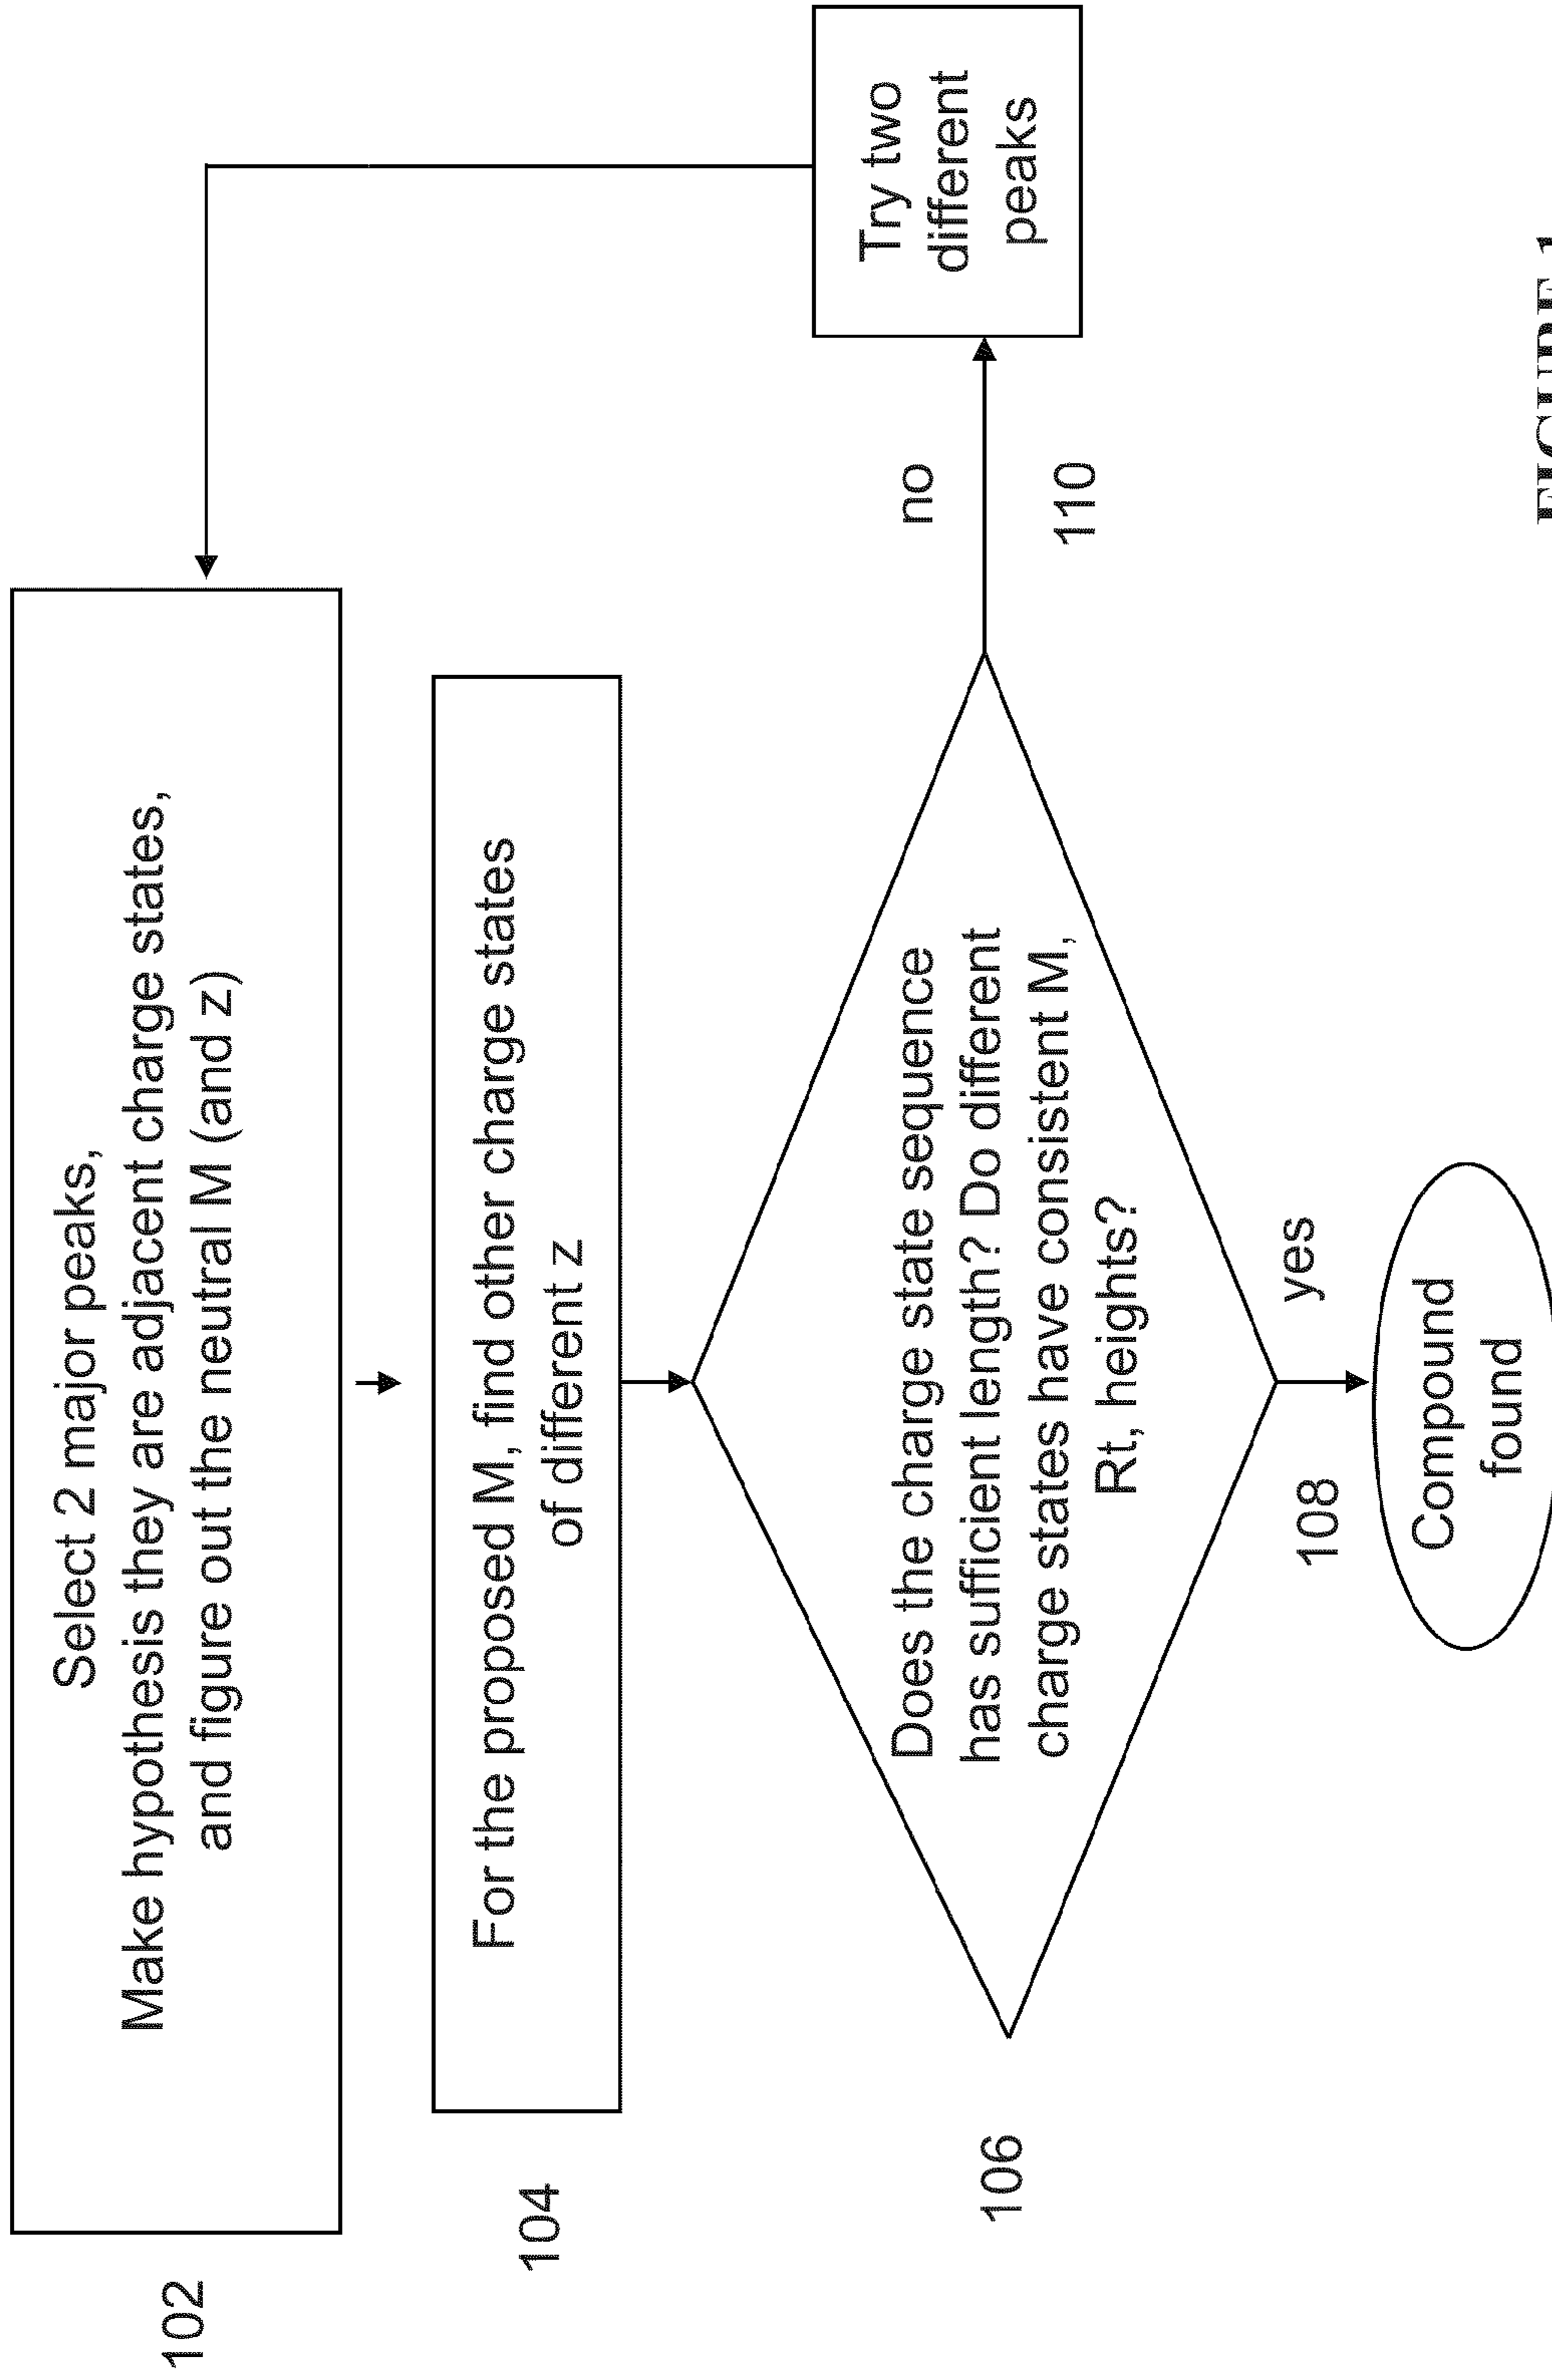 102
Select 2 major peaks,
Make hypothesis they are adjacent charge states,
and figure out the neutral M (and z)
104
For the proposed M, find other charge states
of different z
106
Does the charge state sequence
has sufficient length? Do different
charge states have consistent M,
Rt, heights?
no
110
Try two
different
peaks
yes
108
Compound
found
FIGURE 1